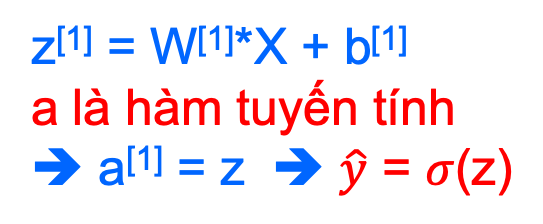 z[1] = W[1]*X + b[1]
a là hàm tuyến tính
➔ a[1] = z ➔ ŷ = σ(z)